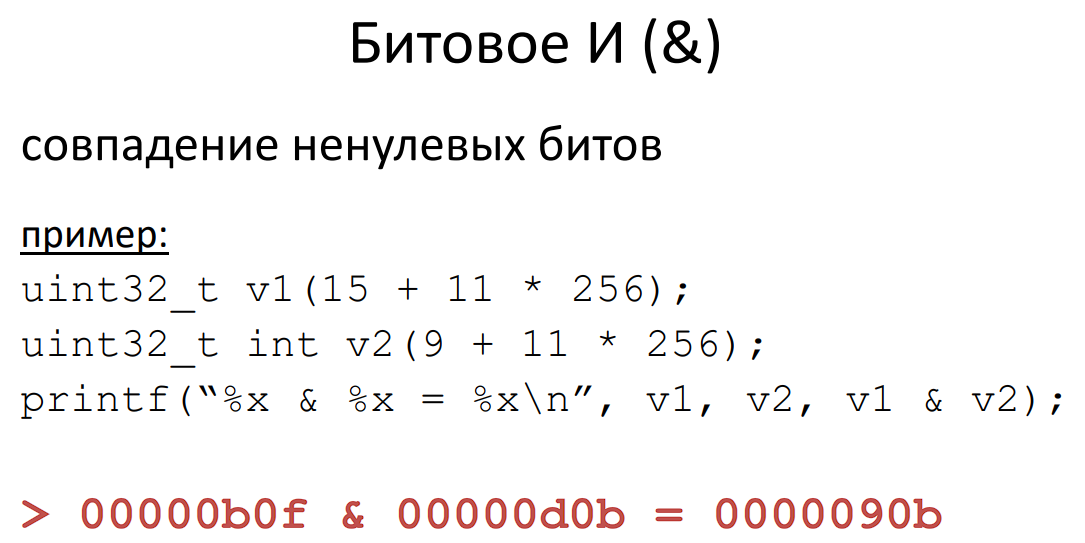 Битовое И (&)
совпадение ненулевых битов
пример:
uint32_t v1(15 + 11 * 256);
uint32_t int v2(9 + 11 * 256);
printf(“%x & %x = %x\n”, v1, v2, v1 & v2);
> 00000b0f & 00000d0b = 0000090b